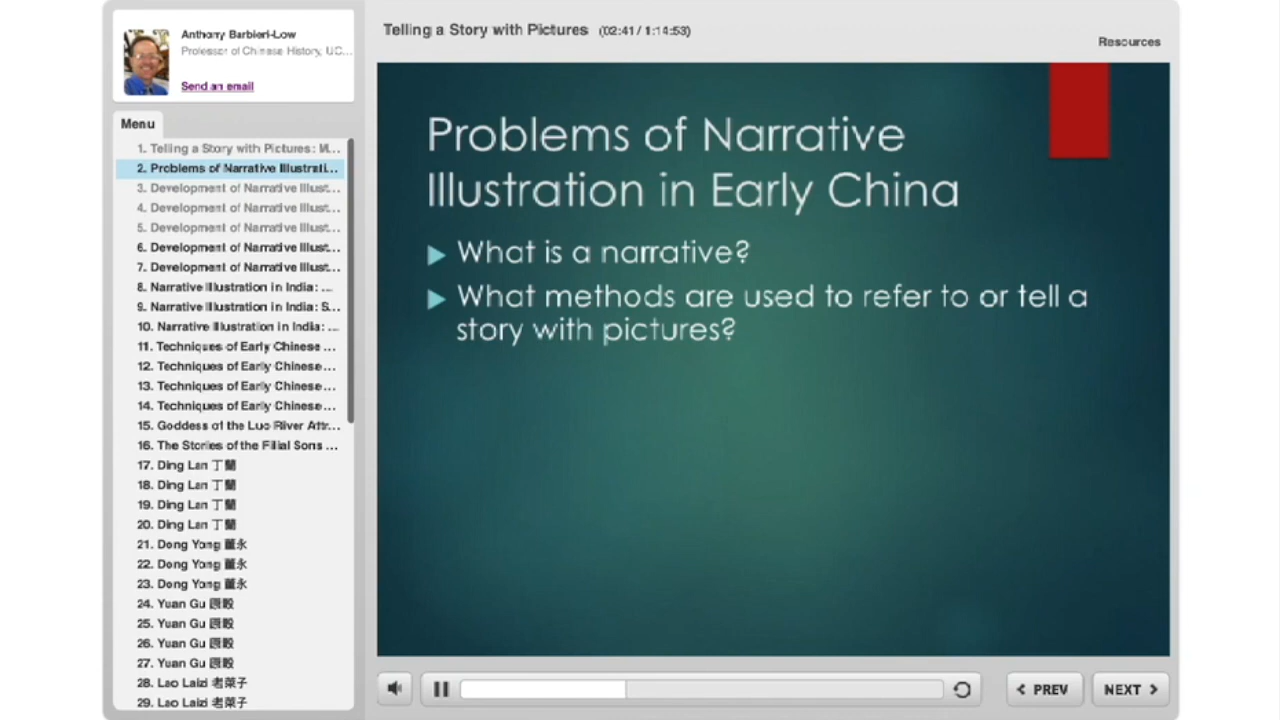 Anthony Barbieri-Low
Professor of Chinese History, UC...
Send an email
Menu
1. Telling a Story with Pictures: M...
2. Problems of Narrative Illustrati...
3. Development of Narrative Illust...
4. Development of Narrative Illust...
5. Development of Narrative Illust...
6. Development of Narrative Illust...
7. Development of Narrative Illust...
8. Narrative Illustration in India: ...
9. Narrative Illustration in India: S...
10. Narrative Illustration in India: ...
11. Techniques of Early Chinese ...
12. Techniques of Early Chinese ...
13. Techniques of Early Chinese ...
14. Techniques of Early Chinese ...
15. Goddess of the Luo River Attr...
16. The Stories of the Filial Sons ...
17. Ding Lan 丁蘭
18. Ding Lan 丁蘭
19. Ding Lan 丁蘭
20. Ding Lan 丁蘭
21. Dong Yong 董永
22. Dong Yong 董永
23. Dong Yong 董永
24. Yuan Gu 原穀
25. Yuan Gu 原穀
26. Yuan Gu 原穀
27. Yuan Gu 原穀
28. Lao Laizi 老萊子
29. Lao Laizi 老萊子
Telling a Story with Pictures (02:41 / 1:14:53)
Resources
Problems of Narrative
Illustration in Early China
What is a narrative?
What methods are used to refer to or tell a
story with pictures?
PREV
NEXT